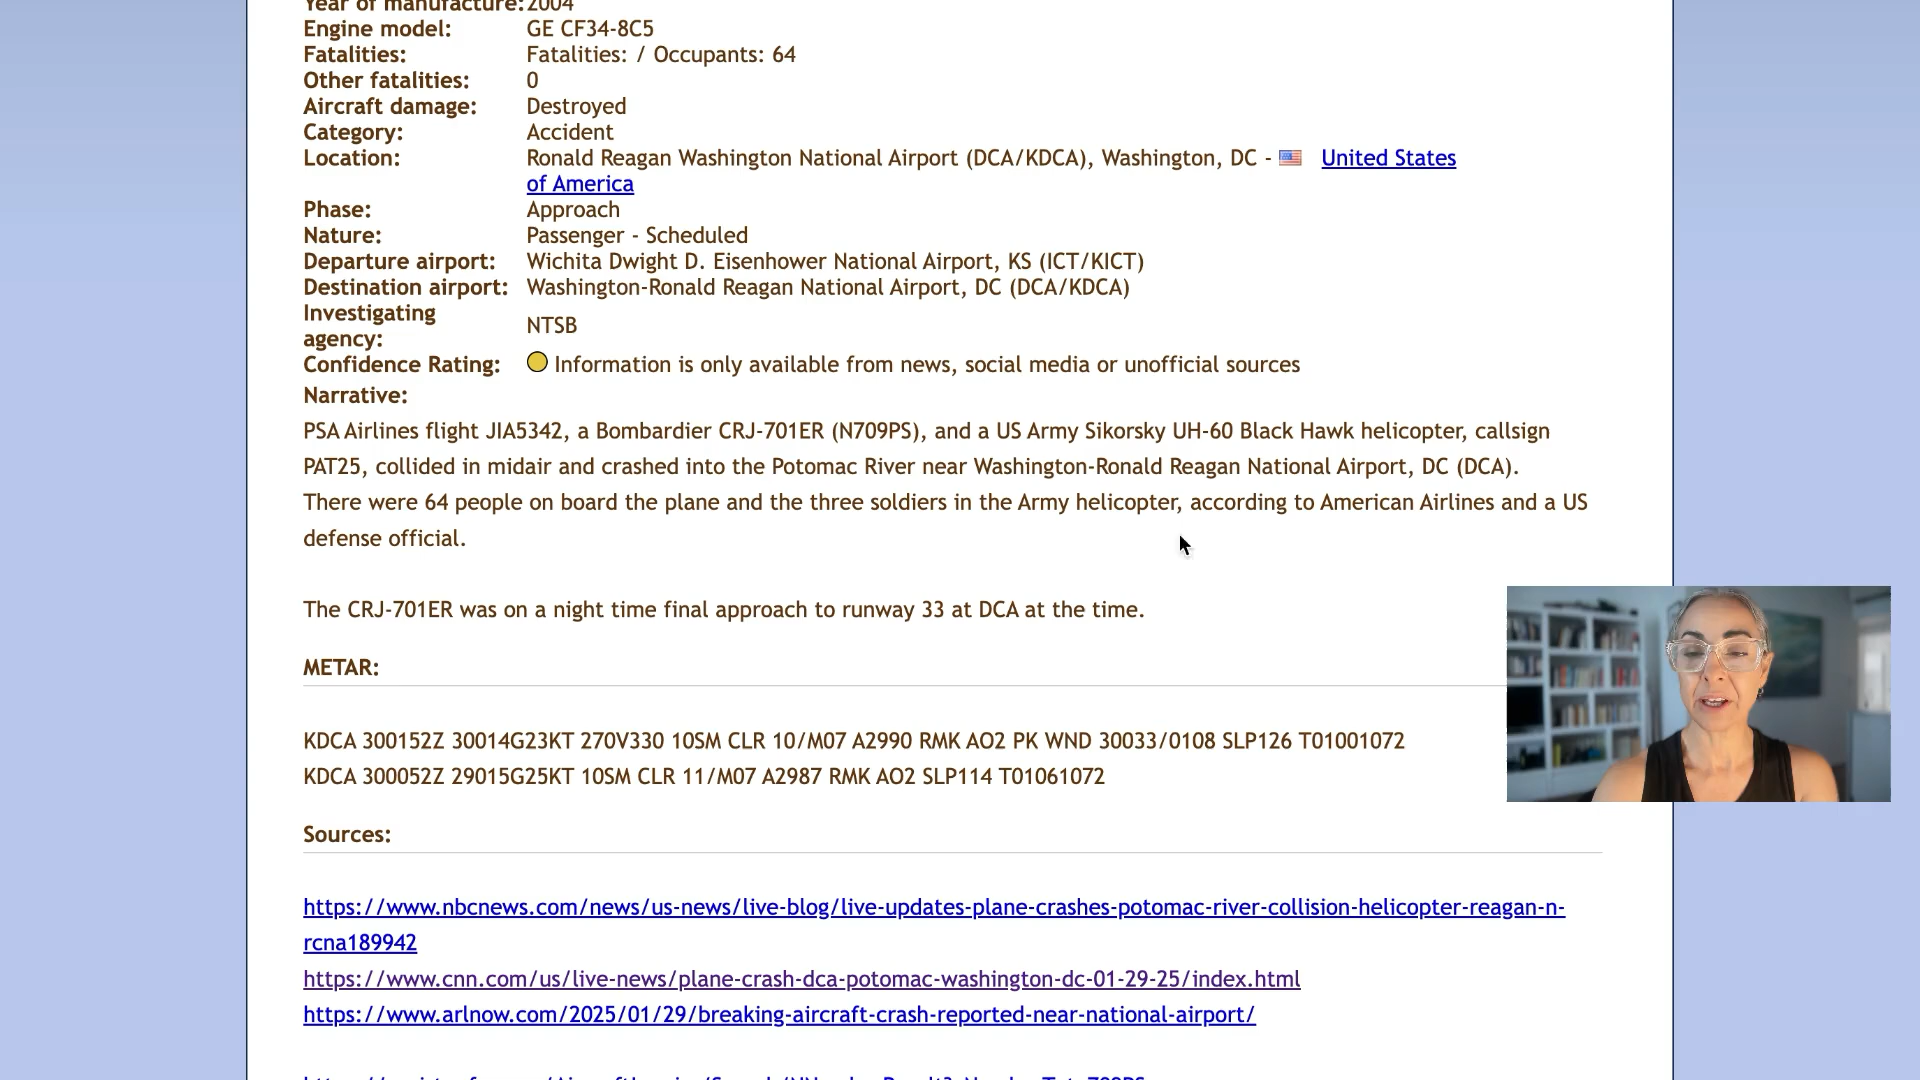 Year of manufacture: 2004
Engine model: GE CF34-8C5
Fatalities: Fatalities: / Occupants: 64
Other fatalities: 0
Aircraft damage: Destroyed
Category: Accident
Location: Ronald Reagan Washington National Airport (DCA/KDCA), Washington, DC - United States
of America
Phase: Approach
Nature: Passenger - Scheduled
Departure airport: Wichita Dwight D. Eisenhower National Airport, KS (ICT/KICT)
Destination airport: Washington-Ronald Reagan National Airport, DC (DCA/KDCA)
Investigating
agency: NTSB
Confidence Rating: Information is only available from news, social media or unofficial sources
Narrative:
PSA Airlines flight JIA5342, a Bombardier CRJ-701ER (N709PS), and a US Army Sikorsky UH-60 Black Hawk helicopter, callsign
PAT25, collided in midair and crashed into the Potomac River near Washington-Ronald Reagan National Airport, DC (DCA).
There were 64 people on board the plane and the three soldiers in the Army helicopter, according to American Airlines and a US
defense official.
The CRJ-701ER was on a night time final approach to runway 33 at DCA at the time.
METAR:
KDCA 300152Z 30014G23KT 270V330 10SM CLR 10/M07 A2990 RMK AO2 PK WND 30033/0108 SLP126 T01001072
KDCA 300052Z 29015G25KT 10SM CLR 11/M07 A2987 RMK AO2 SLP114 T01061072
Sources:
https://www.nbcnews.com/news/us-news/live-blog/live-updates-plane-crashes-potomac-river-collision-helicopter-reagan-n-
rcna189942
https://www.cnn.com/us/live-news/plane-crash-dca-potomac-washington-dc-01-29-25/index.html
https://www.arlnow.com/2025/01/29/breaking-aircraft-crash-reported-near-national-airport/